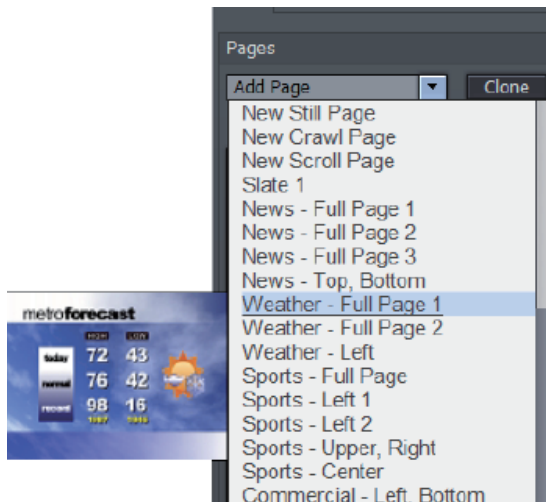 Pages
Add Page
Clone
New Still Page
New Crawl Page
New Scroll Page
Slate 1
News - Full Page 1
News - Full Page 2
News - Full Page 3
News - Top, Bottom
Weather - Full Page 1
Weather - Full Page 2
Weather - Left
Sports - Full Page
Sports - Left 1
Sports - Left 2
Sports - Upper, Right
Sports - Center
Commercial - Left, Bottom
metroforecast
HIGH LOW
today 72 43
normal 76 42
record 98 16